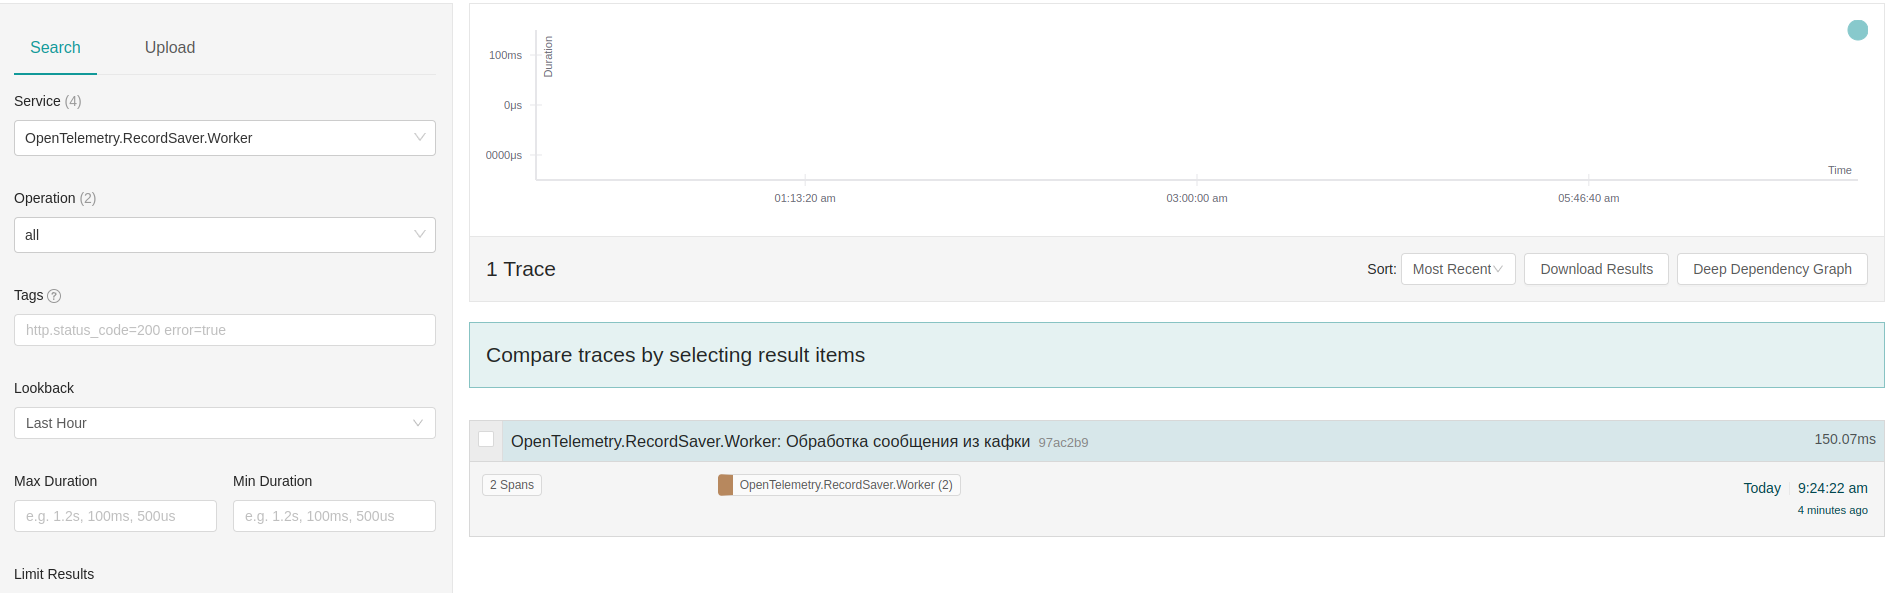 Search
Upload
Service (4)
OpenTelemetry.RecordSaver.Worker
Operation (2)
all
Tags ?
http.status_code=200 error=true
Lookback
Last Hour
Max Duration
Min Duration
e.g. 1.2s, 100ms, 500us
e.g. 1.2s, 100ms, 500us
Limit Results
Duration
100ms
0μs
0000μs
Time
01:13:20 am
03:00:00 am
05:46:40 am
1 Trace
Sort: Most Recent
Download Results
Deep Dependency Graph
Compare traces by selecting result items
OpenTelemetry.RecordSaver.Worker: Обработка сообщения из кафки 97ac2b9
150.07ms
2 Spans
OpenTelemetry.RecordSaver.Worker (2)
Today 9:24:22 am
4 minutes ago